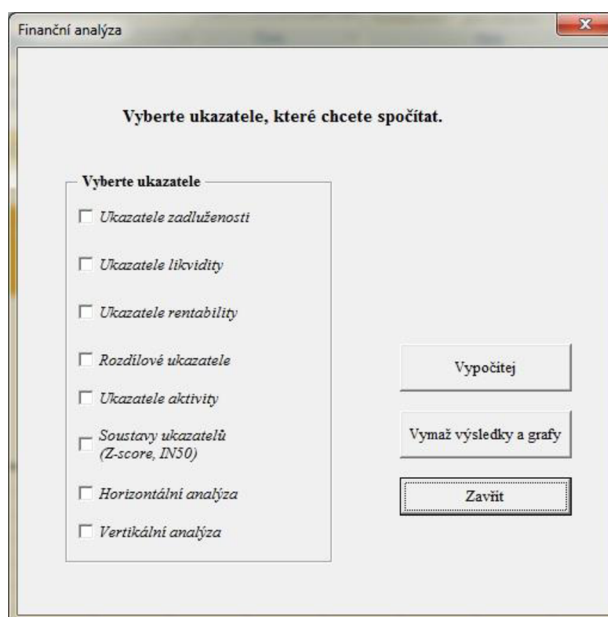 Finanční analýza
Vyberte ukazatele, které chcete spočítat.
Vyberte ukazatele
Ukazatele zadluženosti
Ukazatele likvidity
Ukazatele rentability
Rozdílové ukazatele
Ukazatele aktivity
Soustavy ukazatelů
(Z-score, IN50)
Horizontální analýza
Vertikální analýza
Vypočítej
Vymaž výsledky a grafy
Zavřít